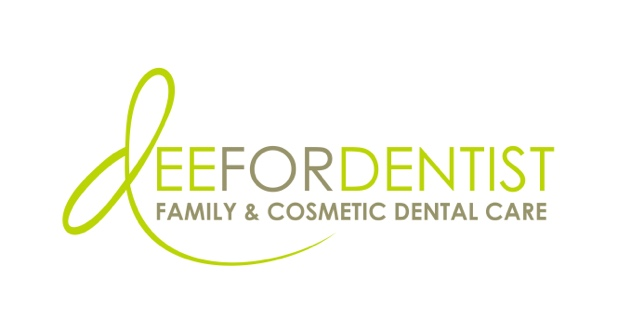 deeFORDENTIST
FAMILY & COSMETIC DENTAL CARE